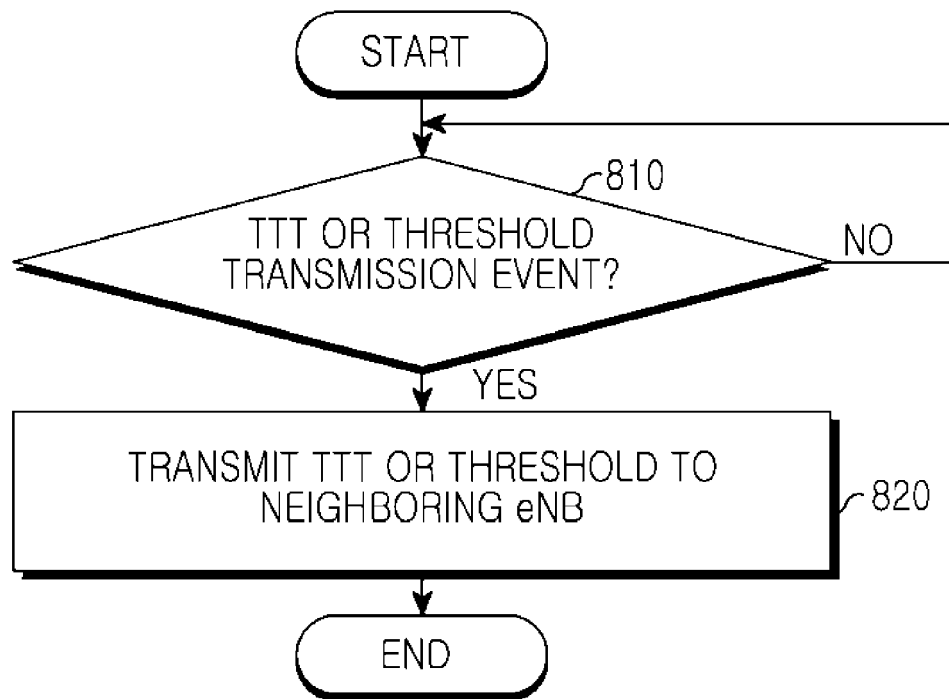 START
810
TTT OR THRESHOLD
TRANSMISSION EVENT?
NO
YES
TRANSMIT TTT OR THRESHOLD TO
NEIGHBORING eNB
820
END